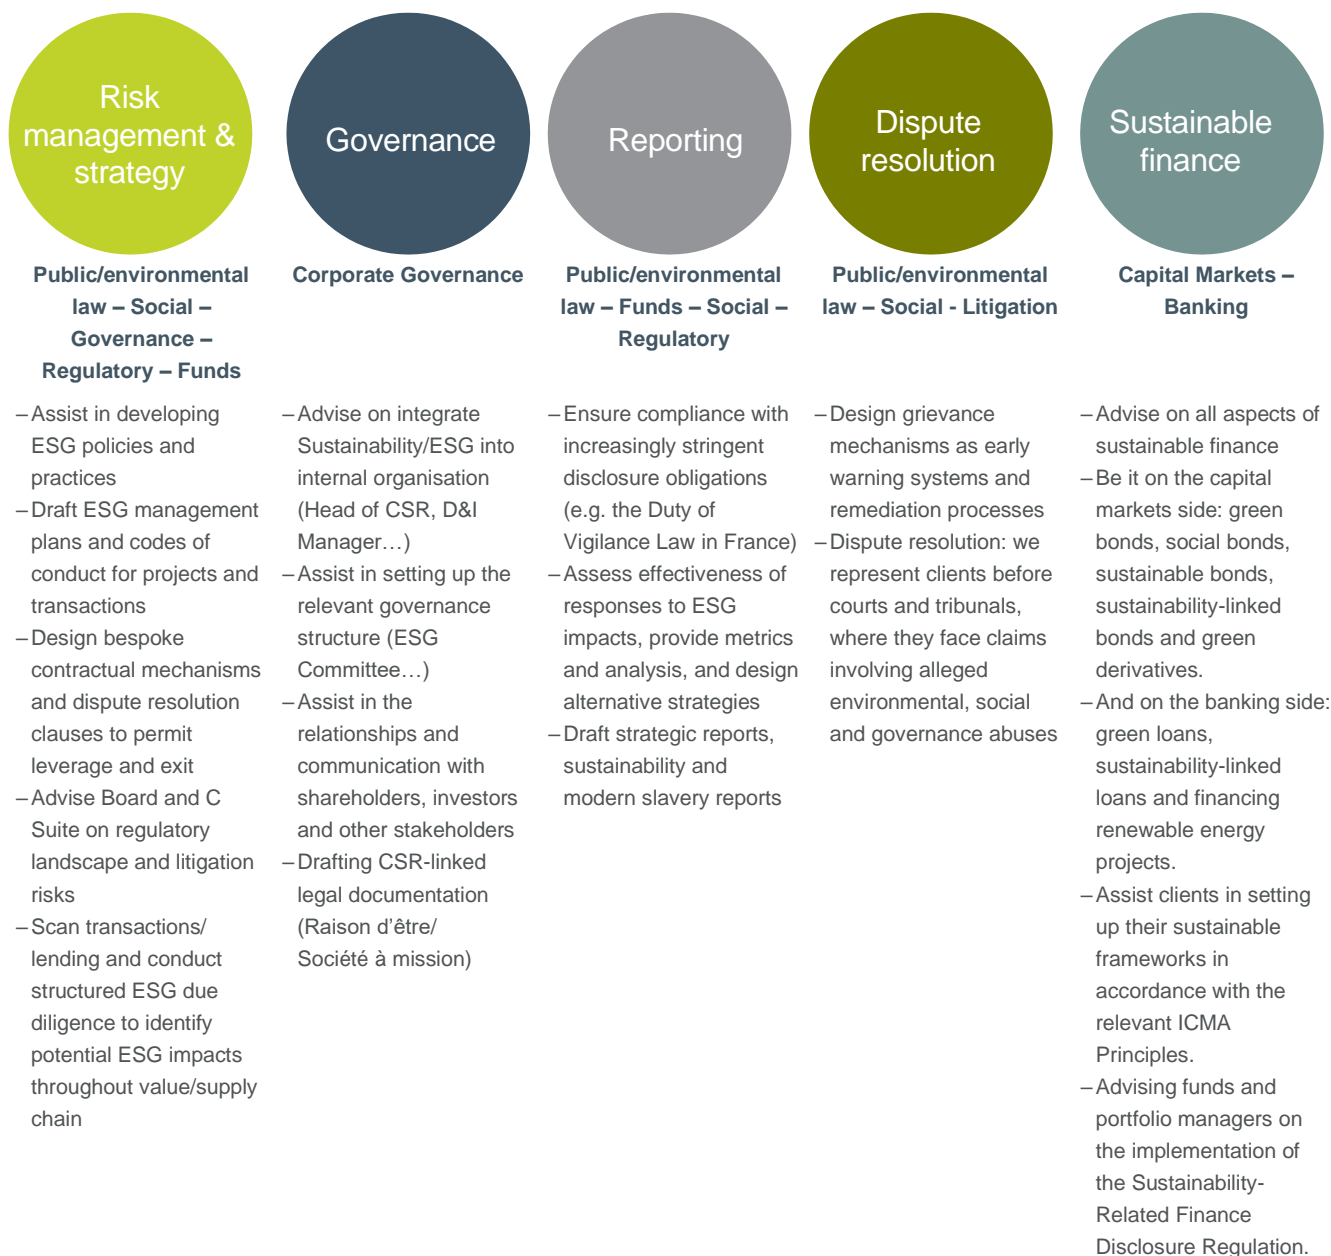 Risk
management &
strategy
Public/environmental
law – Social –
Governance –
Regulatory – Funds
– Assist in developing
ESG policies and
practices
– Draft ESG management
plans and codes of
conduct for projects and
transactions
– Design bespoke
contractual mechanisms
and dispute resolution
clauses to permit
leverage and exit
– Advise Board and C
Suite on regulatory
landscape and litigation
risks
– Scan transactions/
lending and conduct
structured ESG due
diligence to identify
potential ESG impacts
throughout value/supply
chain
Governance
Corporate Governance
– Advise on integrate
Sustainability/ESG into
internal organisation
(Head of CSR, D&I
Manager…)
– Assist in setting up the
relevant governance
structure (ESG
Committee…)
– Assist in the
relationships and
communication with
shareholders, investors
and other stakeholders
– Drafting CSR-linked
legal documentation
(Raison d’être/
Société à mission)
Reporting
Public/environmental
law – Funds – Social –
Regulatory
– Ensure compliance with
increasingly stringent
disclosure obligations
(e.g. the Duty of
Vigilance Law in France)
– Assess effectiveness of
responses to ESG
impacts, provide metrics
and analysis, and design
alternative strategies
– Draft strategic reports,
sustainability and
modern slavery reports
Dispute
resolution
Public/environmental
law – Social - Litigation
– Design grievance
mechanisms as early
warning systems and
remediation processes
– Dispute resolution: we
represent clients before
courts and tribunals,
where they face claims
involving alleged
environmental, social
and governance abuses
Sustainable
finance
Capital Markets –
Banking
– Advise on all aspects of
sustainable finance
– Be it on the capital
markets side: green
bonds, social bonds,
sustainable bonds,
sustainability-linked
bonds and green
derivatives.
– And on the banking side:
green loans,
sustainability-linked
loans and financing
renewable energy
projects.
– Assist clients in setting
up their sustainable
frameworks in
accordance with the
relevant ICMA
Principles.
– Advising funds and
portfolio managers on
the implementation of
the Sustainability-
Related Finance
Disclosure Regulation.